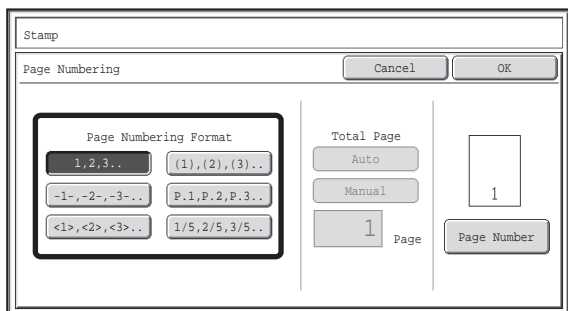 Stamp
Page Numbering
Cancel
OK
Page Numbering Format
1,2,3..
(1),(2),(3)..
-1-,-2-,-3-..
P.1,P.2,P.3..
<1>,<2>,<3>..
1/5,2/5,3/5..
Total Page
Auto
Manual
1
Page
1
Page Number